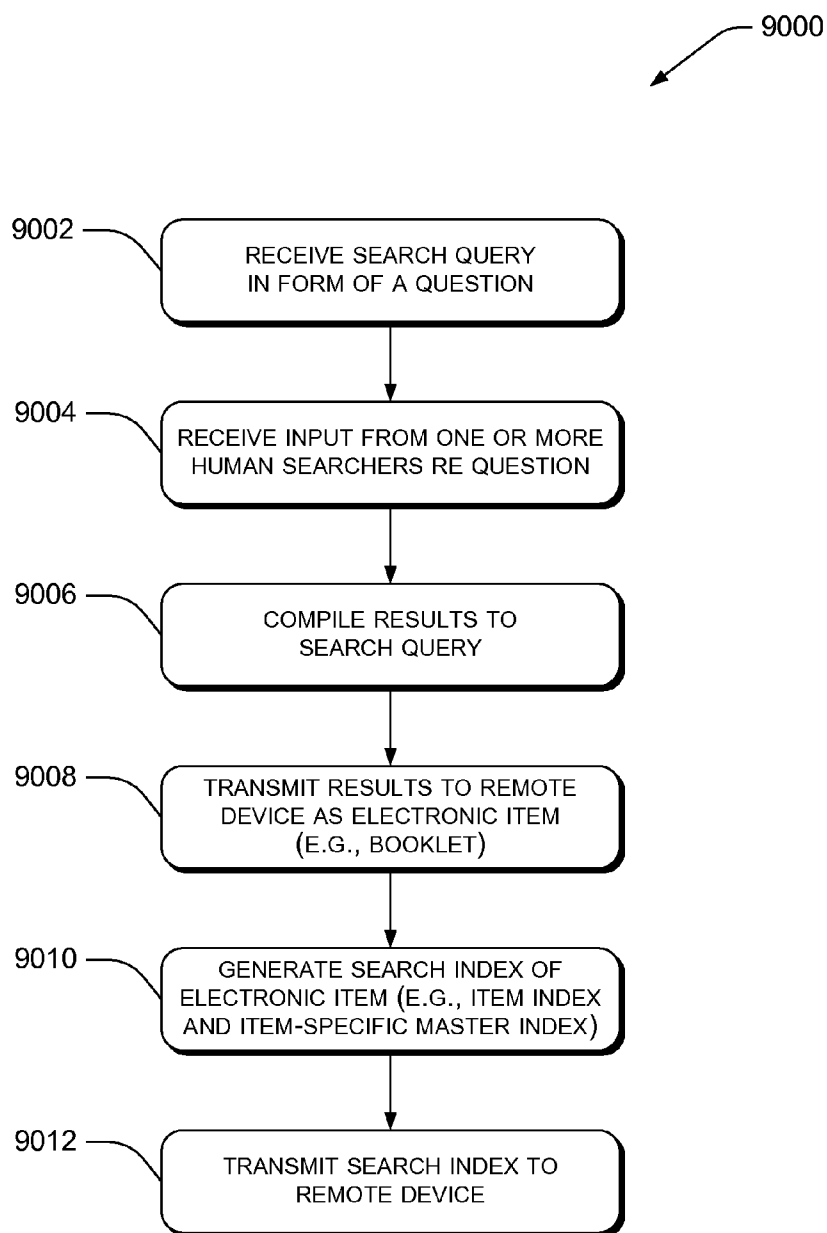 9000
9002
RECEIVE SEARCH QUERY
IN FORM OF A QUESTION
9004
RECEIVE INPUT FROM ONE OR MORE
HUMAN SEARCHERS RE QUESTION
9006
COMPILE RESULTS TO
SEARCH QUERY
9008
TRANSMIT RESULTS TO REMOTE
DEVICE AS ELECTRONIC ITEM
(E.G., BOOKLET)
9010
GENERATE SEARCH INDEX OF
ELECTRONIC ITEM (E.G., ITEM INDEX
AND ITEM-SPECIFIC MASTER INDEX)
9012
TRANSMIT SEARCH INDEX TO
REMOTE DEVICE